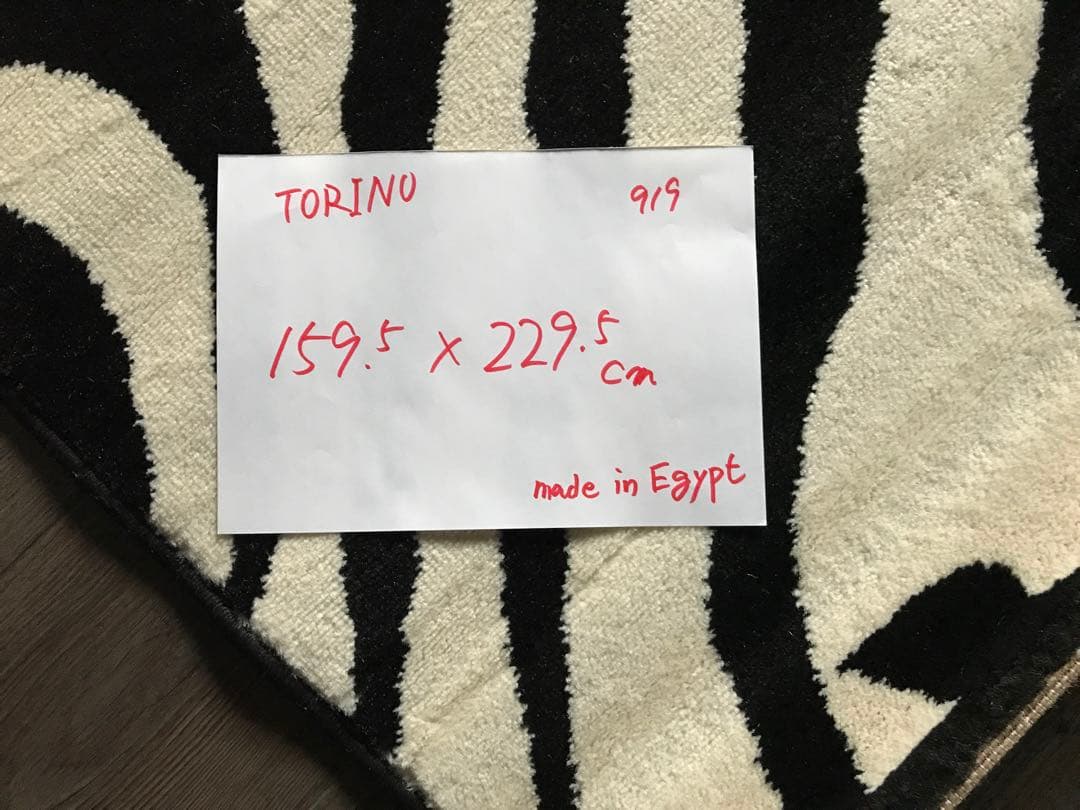 TORINO 919
159.5 x 229.5 cm
made in Egypt